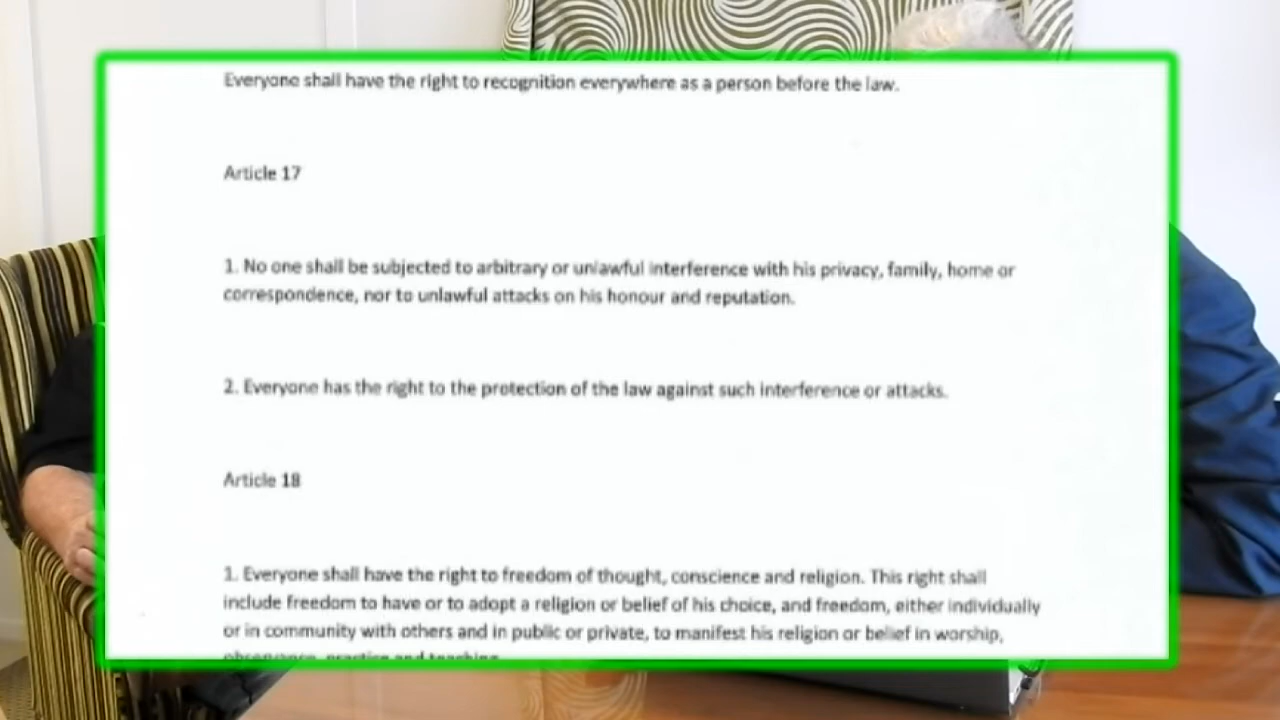 Everyone shall have the right to recognition everywhere as a person before the law.
Article 17
1. No one shall be subjected to arbitrary or unlawful interference with his privacy, family, home or
correspondence, nor to unlawful attacks on his honour and reputation.
2. Everyone has the right to the protection of the law against such interference or attacks.
Article 18
1. Everyone shall have the right to freedom of thought, conscience and religion. This right shall
include freedom to have or to adopt a religion or belief of his choice, and freedom, either individually
or in community with others and in public or private, to manifest his religion or belief in worship,
observance, practice and teaching.